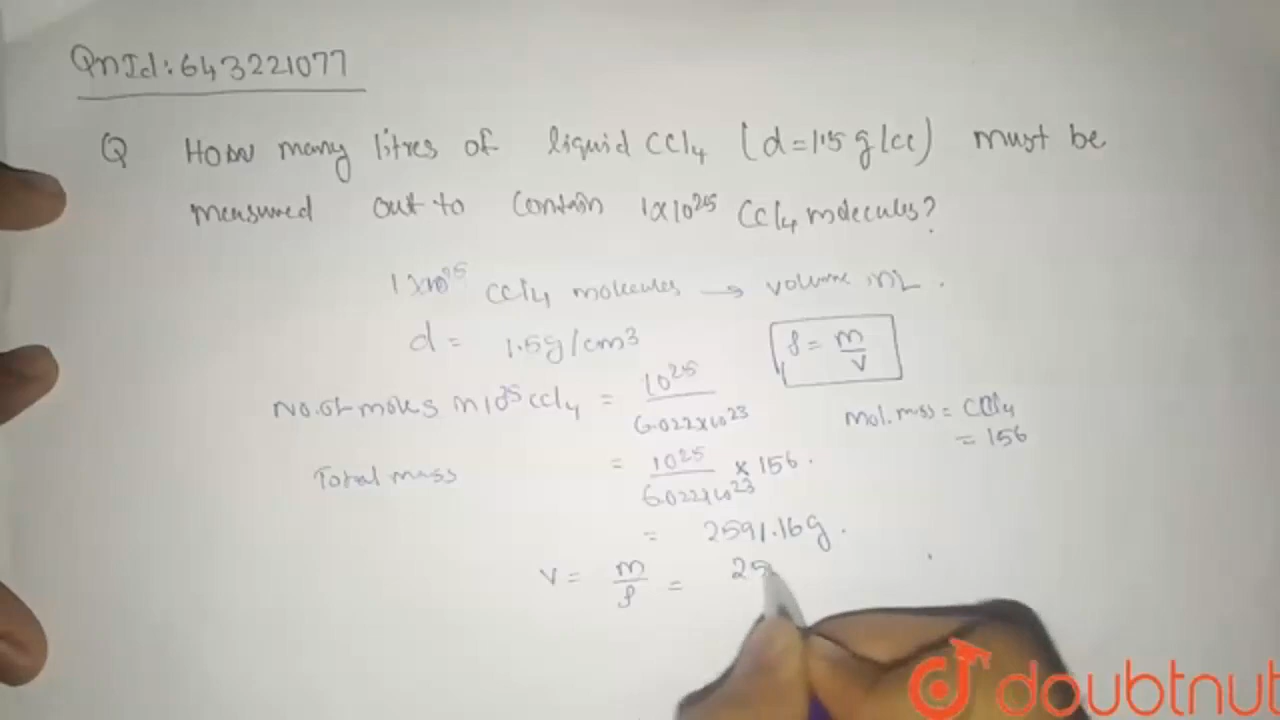 QnId:643221077
Q How many litres of liquid CCl4 (d=1.5 g/cc) must be
measured out to contain 1x10^25 CCl4 molecules?
1x10^25 CCl4 molecules → volume in L.
d = 1.5g/cm3
ρ = m/v
No. of moles in 10^25 CCl4 = 10^25/6.022x10^23
mol. mass = CCl4
= 156
Total mass = 10^25/6.022x10^23 x 156.
= 2591.16g.
V = m/ρ = 25
doubtnut